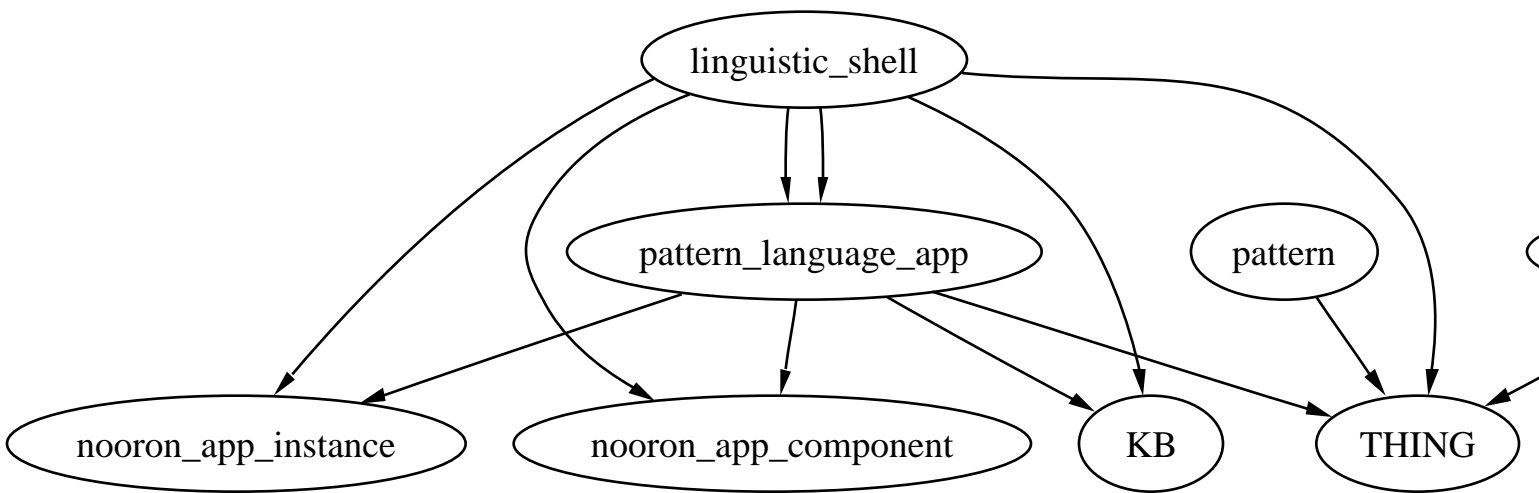 linguistic_shell
pattern_language_app
pattern
nooron_app_instance
nooron_app_component
KB
THING